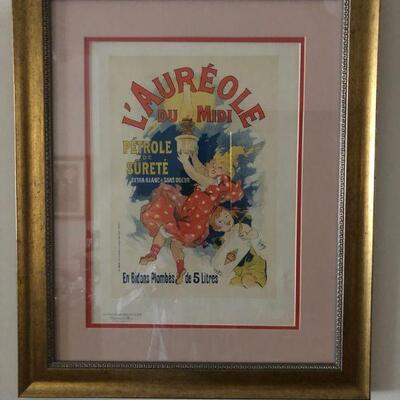 L'AURÉOLE
DU MIDI
PÉTROLE
DE
SURETÉ
EXTRA-BLANC & SANS ODEUR
En Bidons Plombés de 5 Litres